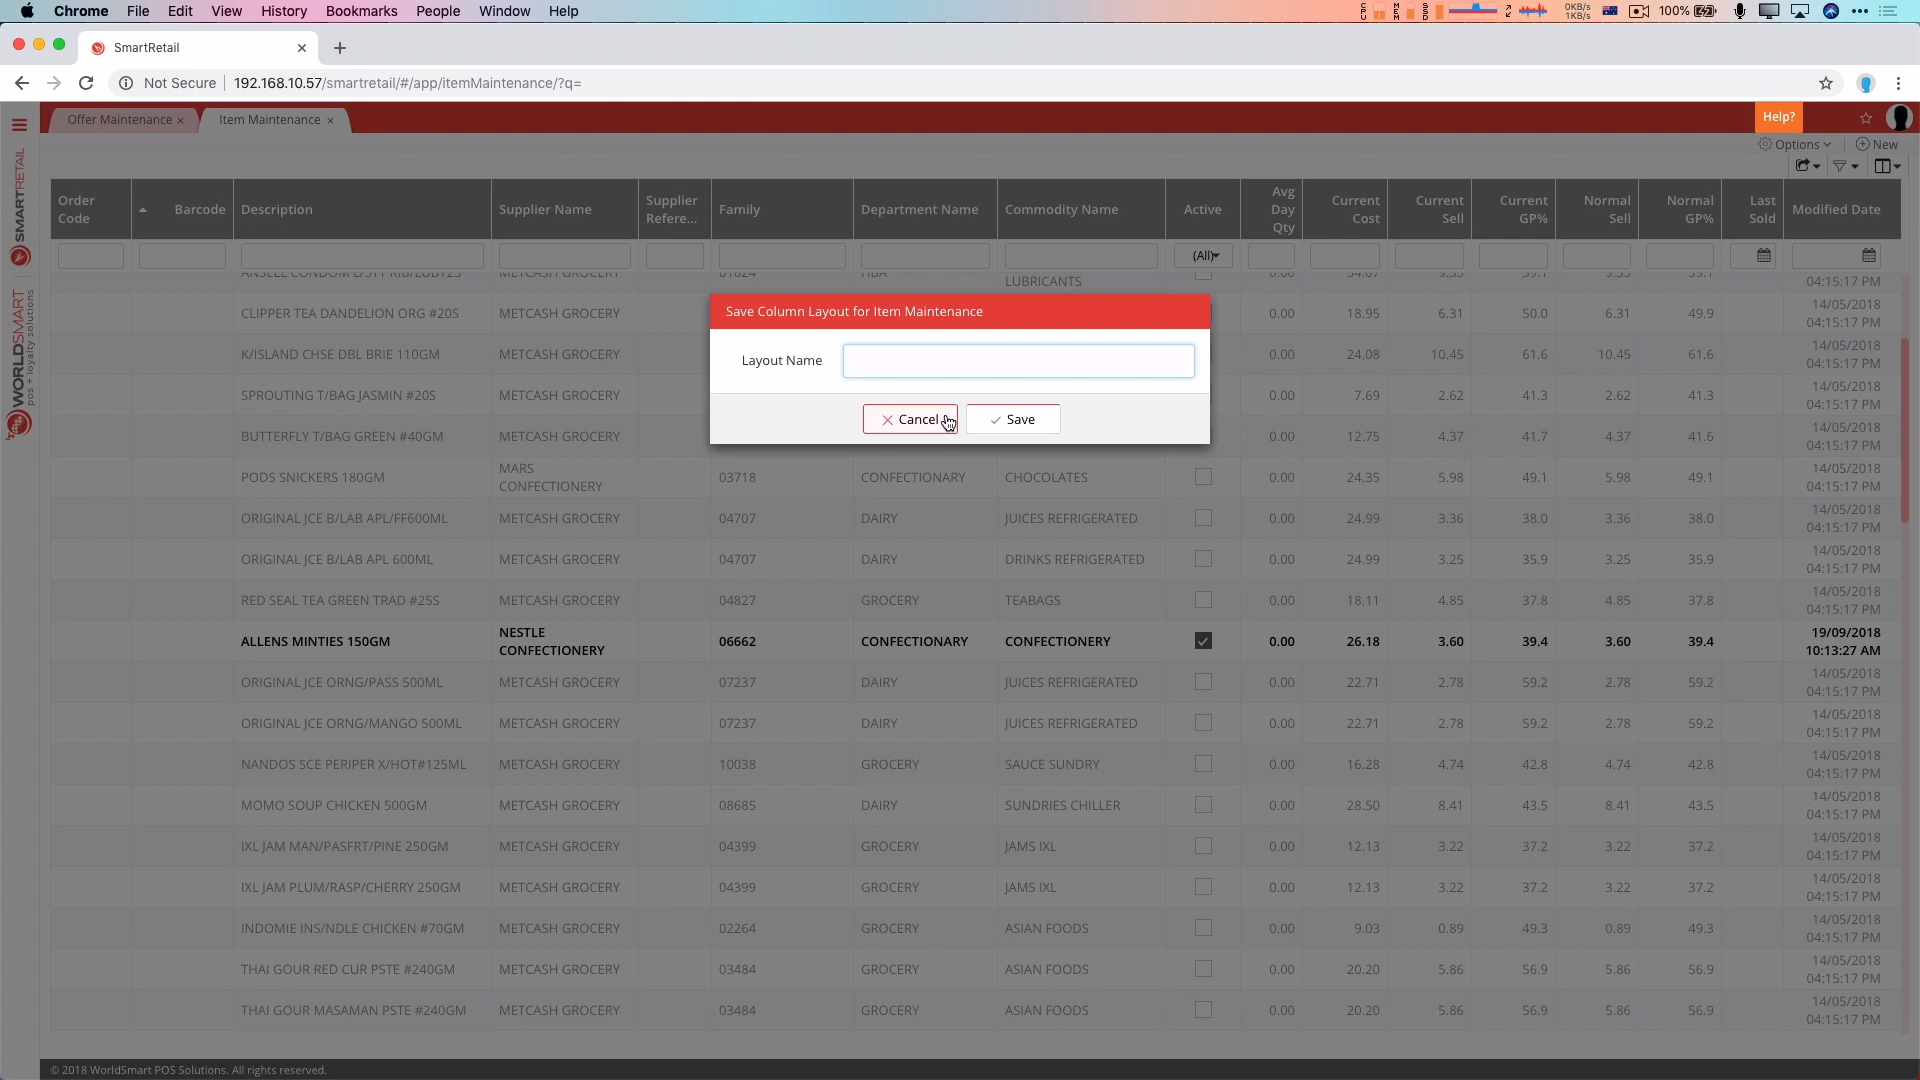 Chrome File Edit View History Bookmarks People Window Help
CPU MEM SSD 0KB/s 1KB/s 100%
SmartRetail
Not Secure 192.168.10.57/smartretail/#/app/itemMaintenance/?q=
Offer Maintenance Item Maintenance Help?
Options New
SMARTRETAIL
WORLDSMART
pos + loyalty solutions
Order Code Barcode Description Supplier Name Supplier Refere... Family Department Name Commodity Name Active Avg Day Qty Current Cost Current Sell Current GP% Normal Sell Normal GP% Last Sold Modified Date
(All)
LUBRICANTS 04:15:17 PM
Save Column Layout for Item Maintenance
Layout Name
Cancel Save
CLIPPER TEA DANDELION ORG #20S METCASH GROCERY 0.00 18.95 6.31 50.0 6.31 49.9 14/05/2018 04:15:17 PM
K/ISLAND CHSE DBL BRIE 110GM METCASH GROCERY 0.00 24.08 10.45 61.6 10.45 61.6 14/05/2018 04:15:17 PM
SPROUTING T/BAG JASMIN #20S METCASH GROCERY 0.00 7.69 2.62 41.3 2.62 41.3 14/05/2018 04:15:17 PM
BUTTERFLY T/BAG GREEN #40GM METCASH GROCERY 0.00 12.75 4.37 41.7 4.37 41.6 14/05/2018 04:15:17 PM
PODS SNICKERS 180GM MARS CONFECTIONERY 03718 CONFECTIONARY CHOCOLATES 0.00 24.35 5.98 49.1 5.98 49.1 14/05/2018 04:15:17 PM
ORIGINAL JCE B/LAB APL/FF600ML METCASH GROCERY 04707 DAIRY JUICES REFRIGERATED 0.00 24.99 3.36 38.0 3.36 38.0 14/05/2018 04:15:17 PM
ORIGINAL JCE B/LAB APL 600ML METCASH GROCERY 04707 DAIRY DRINKS REFRIGERATED 0.00 24.99 3.25 35.9 3.25 35.9 14/05/2018 04:15:17 PM
RED SEAL TEA GREEN TRAD #25S METCASH GROCERY 04827 GROCERY TEABAGS 0.00 18.11 4.85 37.8 4.85 37.8 14/05/2018 04:15:17 PM
ALLENS MINTIES 150GM NESTLE CONFECTIONERY 06662 CONFECTIONARY CONFECTIONERY 0.00 26.18 3.60 39.4 3.60 39.4 19/09/2018 10:13:27 AM
ORIGINAL JCE ORNG/PASS 500ML METCASH GROCERY 07237 DAIRY JUICES REFRIGERATED 0.00 22.71 2.78 59.2 2.78 59.2 14/05/2018 04:15:17 PM
ORIGINAL JCE ORNG/MANGO 500ML METCASH GROCERY 07237 DAIRY JUICES REFRIGERATED 0.00 22.71 2.78 59.2 2.78 59.2 14/05/2018 04:15:17 PM
NANDOS SCE PERIPER X/HOT#125ML METCASH GROCERY 10038 GROCERY SAUCE SUNDRY 0.00 16.28 4.74 42.8 4.74 42.8 14/05/2018 04:15:17 PM
MOMO SOUP CHICKEN 500GM METCASH GROCERY 08685 DAIRY SUNDRIES CHILLER 0.00 28.50 8.41 43.5 8.41 43.5 14/05/2018 04:15:17 PM
IXL JAM MAN/PASFRT/PINE 250GM METCASH GROCERY 04399 GROCERY JAMS IXL 0.00 12.13 3.22 37.2 3.22 37.2 14/05/2018 04:15:17 PM
IXL JAM PLUM/RASP/CHERRY 250GM METCASH GROCERY 04399 GROCERY JAMS IXL 0.00 12.13 3.22 37.2 3.22 37.2 14/05/2018 04:15:17 PM
INDOMIE INS/NDLE CHICKEN #70GM METCASH GROCERY 02264 GROCERY ASIAN FOODS 0.00 9.03 0.89 49.3 0.89 49.3 14/05/2018 04:15:17 PM
THAI GOUR RED CUR PSTE #240GM METCASH GROCERY 03484 GROCERY ASIAN FOODS 0.00 20.20 5.86 56.9 5.86 56.9 14/05/2018 04:15:17 PM
THAI GOUR MASAMAN PSTE #240GM METCASH GROCERY 03484 GROCERY ASIAN FOODS 0.00 20.20 5.86 56.9 5.86 56.9 14/05/2018 04:15:17 PM
© 2018 WorldSmart POS Solutions. All rights reserved.